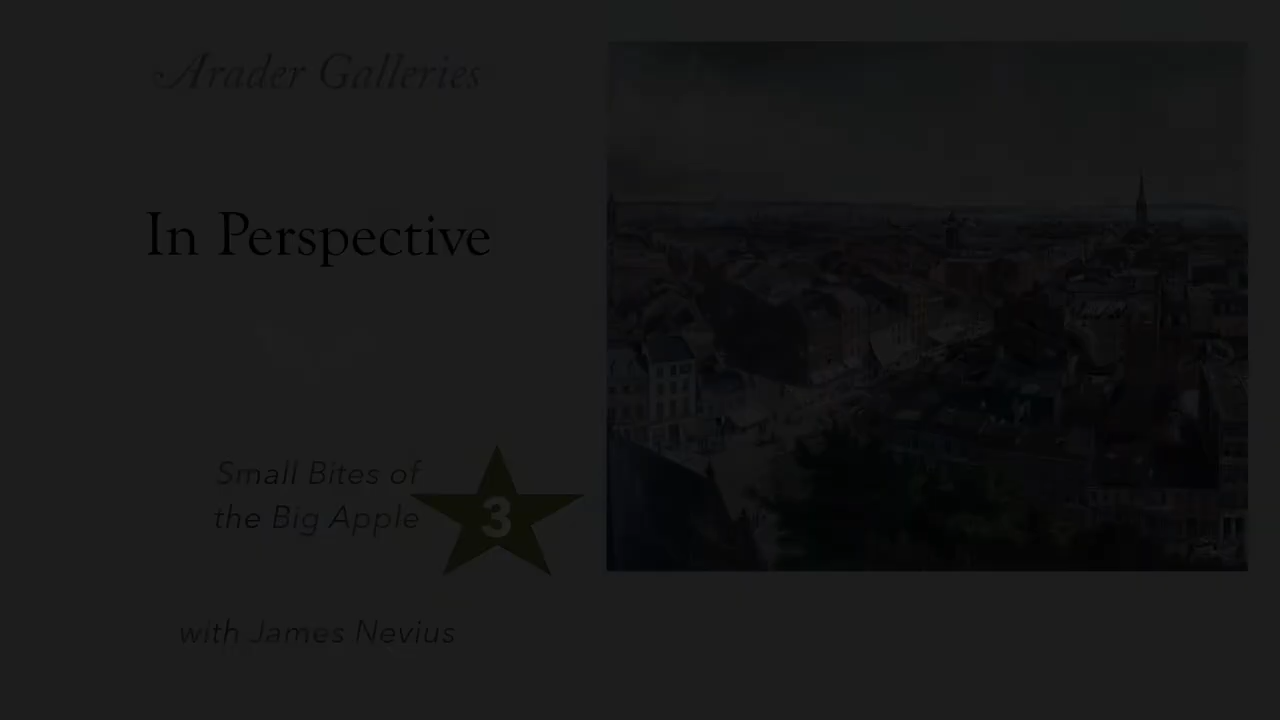 Arader Galleries
In Perspective
Small Bites of
the Big Apple
3
with James Nevius